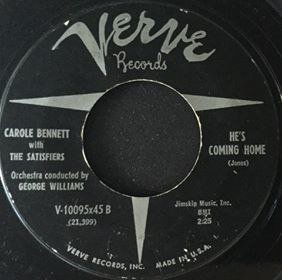 Verve
Records
CAROLE BENNETT
with
THE SATISFIERS
Orchestra conducted by
GEORGE WILLIAMS
V-10095x45 B
(21,399)
HE'S
COMING HOME
(Jones)
Jimskip Music, Inc.
BMI
2:25
VERVE RECORDS, INC. MADE IN U.S.A.